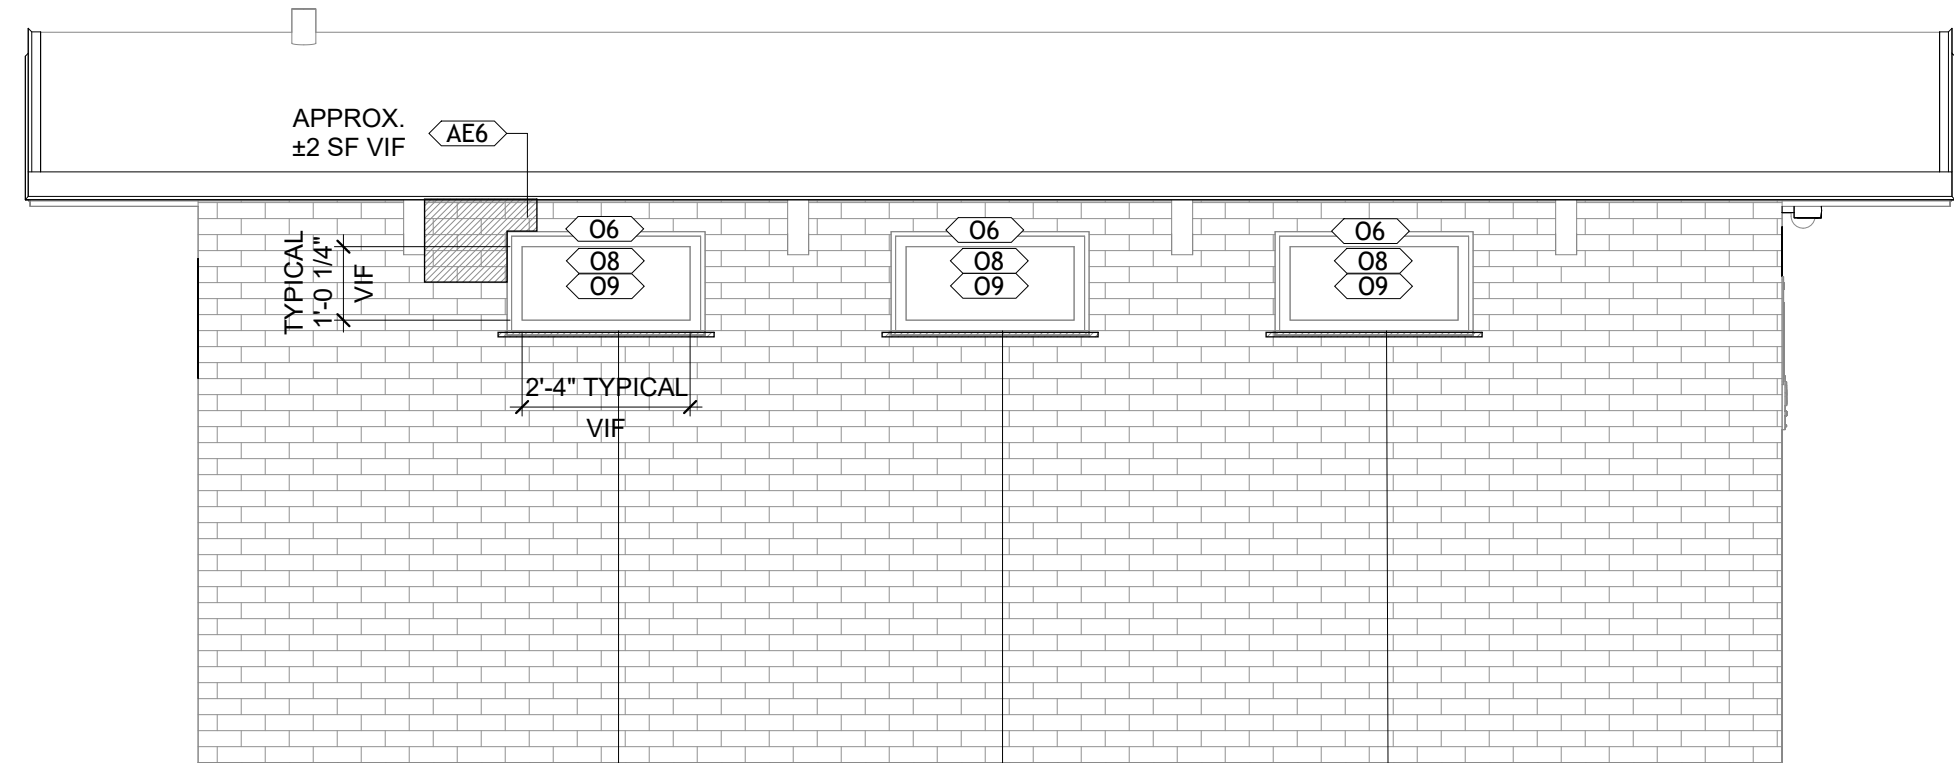 APPROX.
±2 SF VIF
AE6
O6
O8
O9
O6
O8
O9
O6
O8
O9
TYPICAL
1'-0 1/4"
VIF
2'-4" TYPICAL
VIF